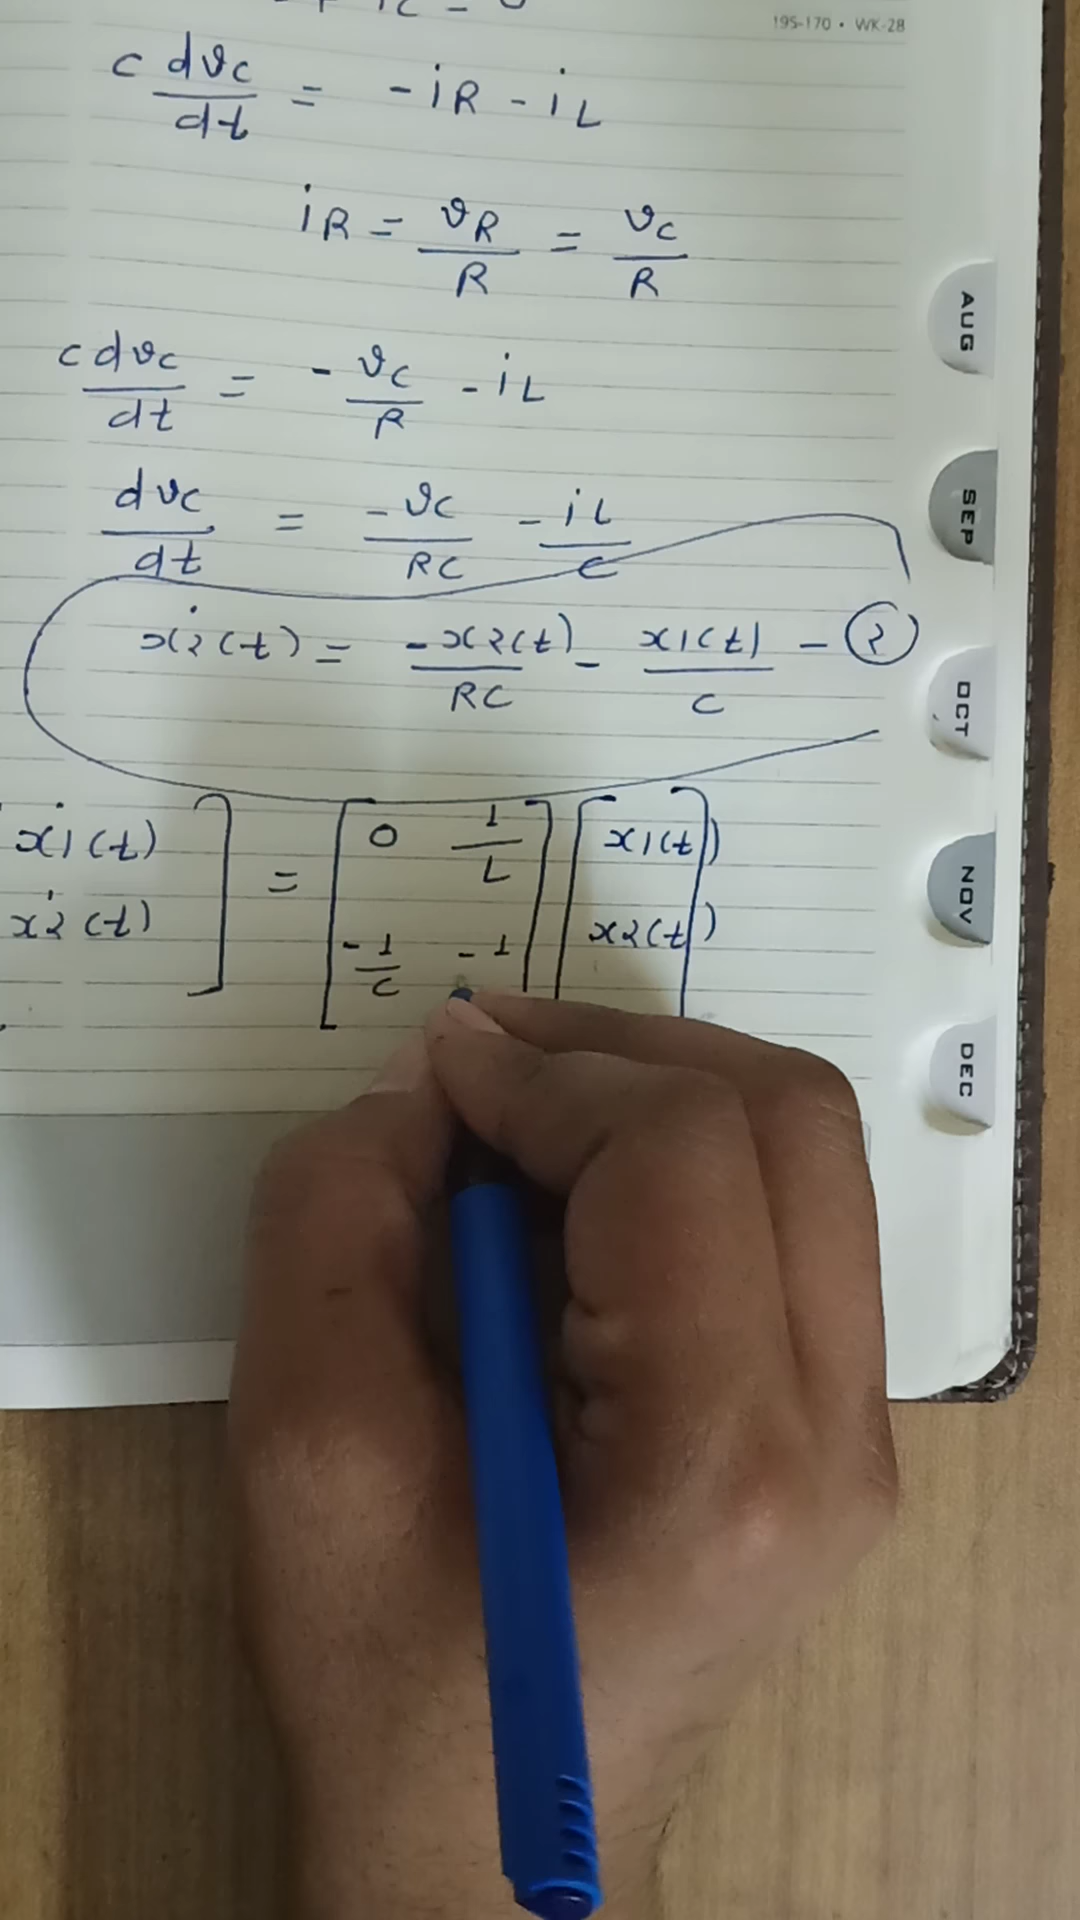 195-170 • WK-28
C dvc/dt = -iR - iL
iR = vR/R = vc/R
C dvc/dt = -vc/R - iL
dvc/dt = -vc/RC - iL/C
ẋ2(t) = -x2(t)/RC - x1(t)/C - ②
[ẋ1(t) ẋ2(t)] = [0 1/L -1/C -1] [x1(t) x2(t)]
AUG
SEP
OCT
NOV
DEC